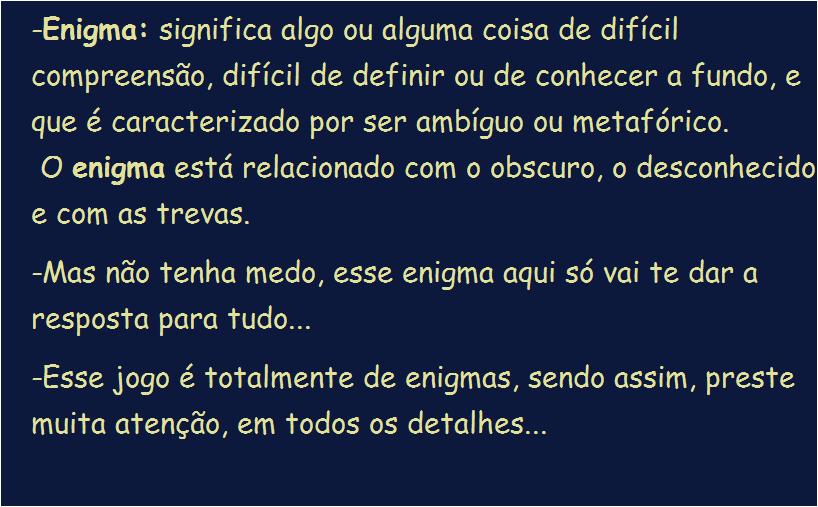 -Enigma: significa algo ou alguma coisa de difícil
compreensão, difícil de definir ou de conhecer a fundo, e
que é caracterizado por ser ambíguo ou metafórico.
O enigma está relacionado com o obscuro, o desconhecido
e com as trevas.
-Mas não tenha medo, esse enigma aqui só vai te dar a
resposta para tudo...
-Esse jogo é totalmente de enigmas, sendo assim, preste
muita atenção, em todos os detalhes...